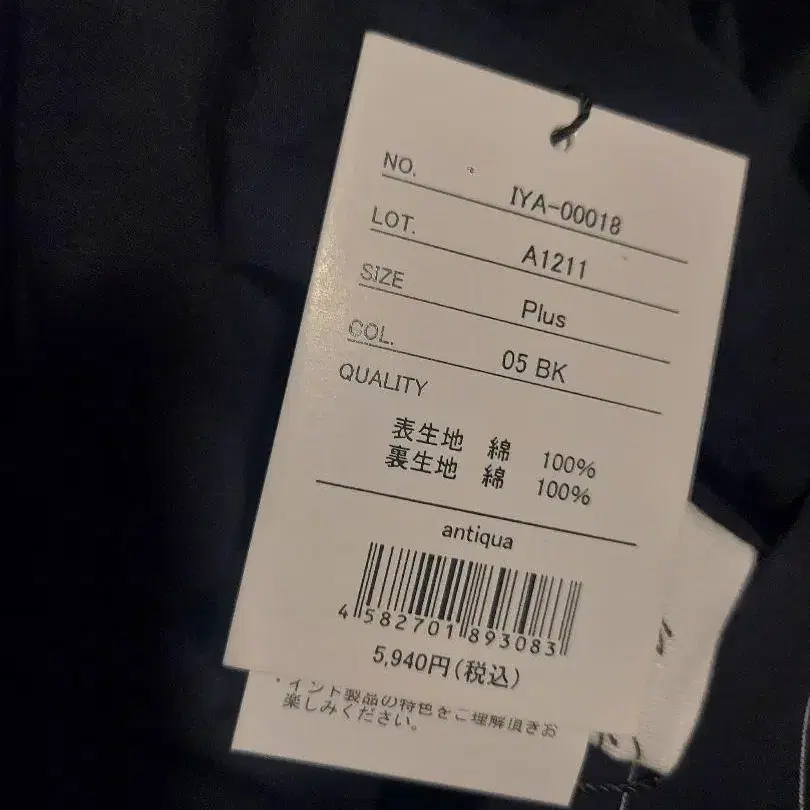 NO. IYA-00018
LOT. A1211
SIZE Plus
COL. 05 BK
QUALITY
表生地 綿 100%
裏生地 綿 100%
antiqua
4 582701 893083
5,940円(税込)
・インド製品の特色をご理解頂きお
楽しみください。